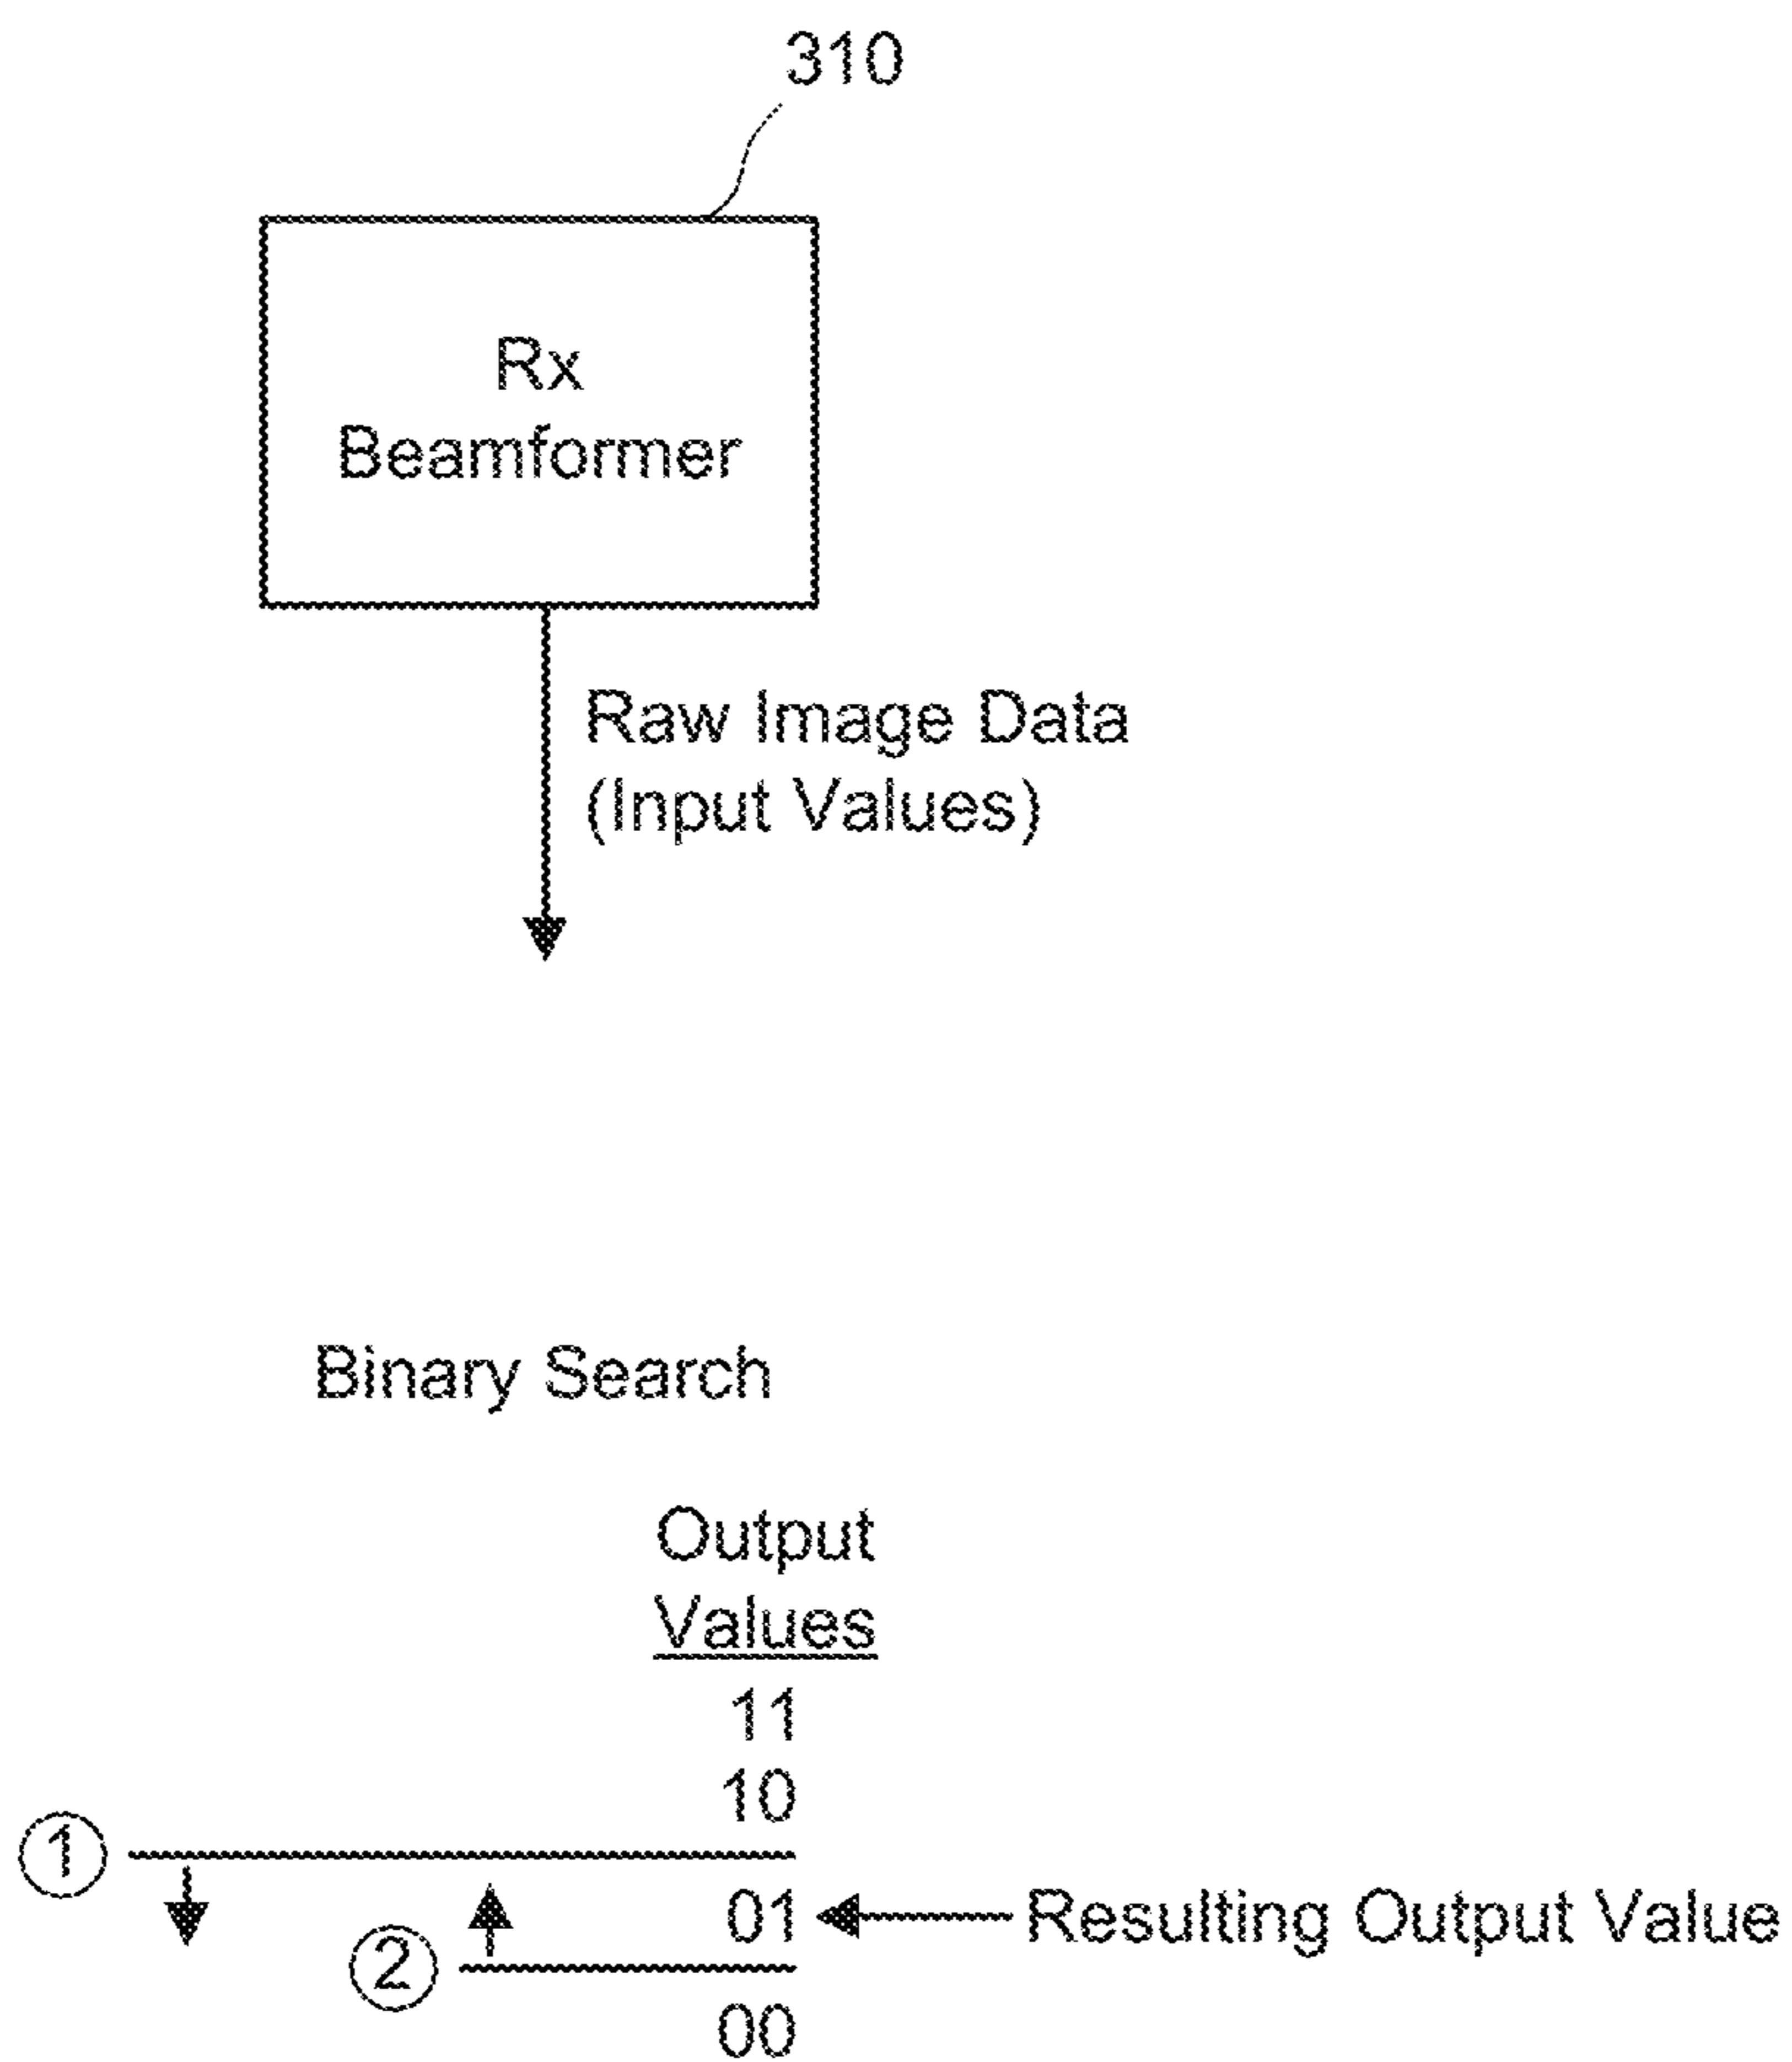 310
Rx
Beamformer
Raw Image Data
(Input Values)
Binary Search
Output
Values
11
10
1
01 Resulting Output Value
2
00